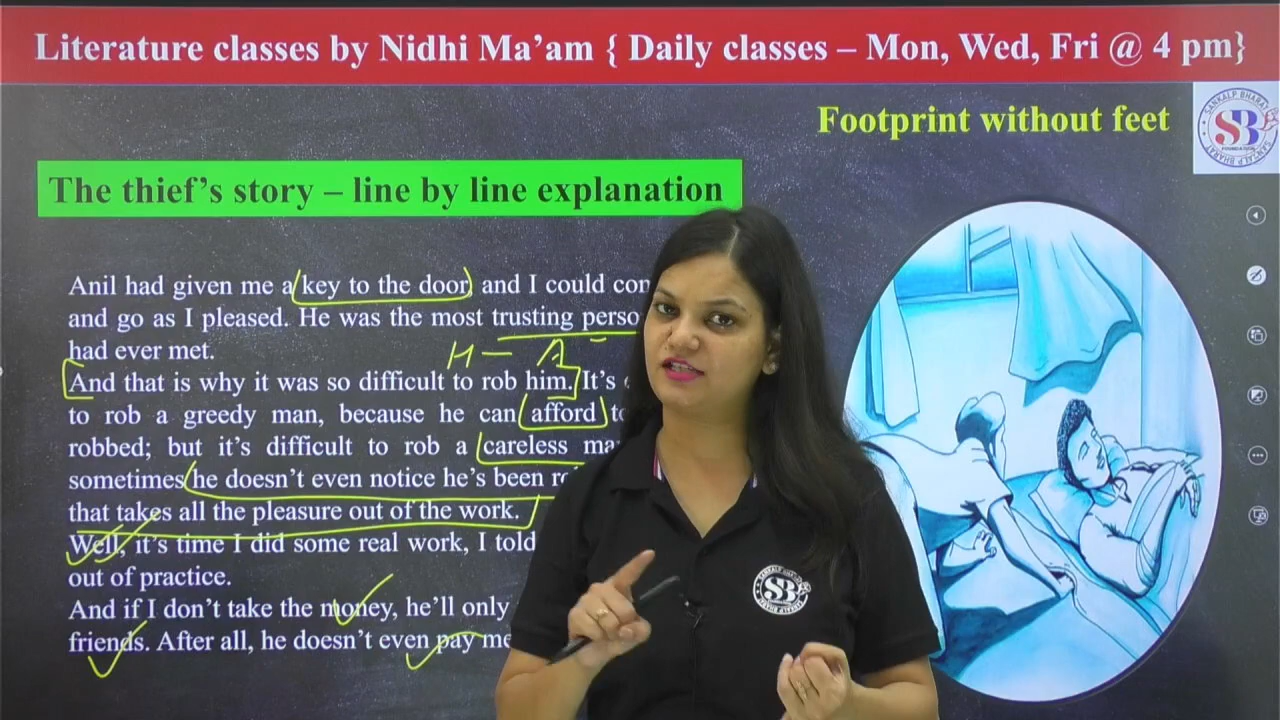 Literature classes by Nidhi Ma’am { Daily classes – Mon, Wed, Fri @ 4 pm}
Footprint without feet
SANKALP BHARAT
SB
FOUNDATION
The thief’s story – line by line explanation
Anil had given me a key to the door, and I could
and go as I pleased. He was the most trusting
had ever met.
H – A
And that is why it was so difficult to rob him. It’s
to rob a greedy man, because he can afford
robbed; but it’s difficult to rob a careless
sometimes he doesn’t even notice he’s been
that takes all the pleasure out of the work.
Well, it’s time I did some real work, I told
out of practice.
And if I don’t take the money, he’ll only
friends. After all, he doesn’t even pay me
SB